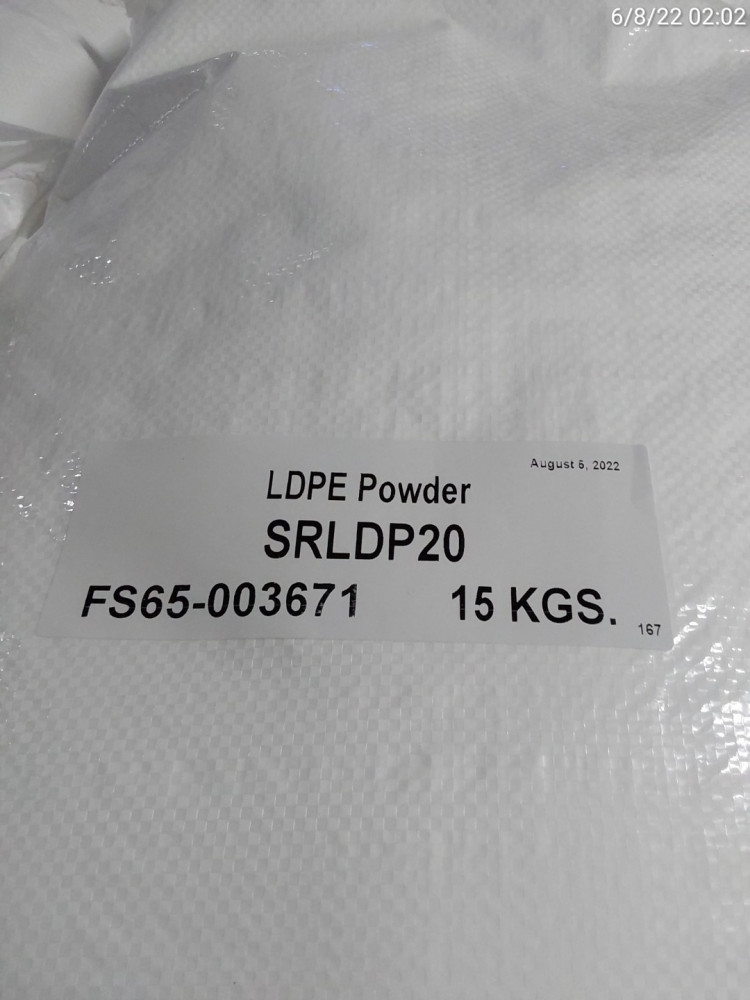 6/8/22 02:02
August 6, 2022
LDPE Powder
SRLDP20
FS65-003671 15 KGS.
167